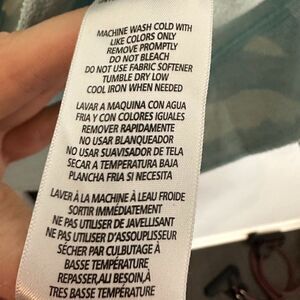 MACHINE WASH COLD WITH
LIKE COLORS ONLY
REMOVE PROMPTLY
DO NOT BLEACH
DO NOT USE FABRIC SOFTENER
TUMBLE DRY LOW
COOL IRON WHEN NEEDED
LAVAR A MAQUINA CON AGUA
FRIA Y CON COLORES IGUALES
REMOVER RAPIDAMENTE
NO USAR BLANQUEADOR
NO USAR SUAVISADOR DE TELA
SECAR A TEMPERATURA BAJA
PLANCHA FRIA SI NECESITA
LAVER À LA MACHINE À LEAU FROIDE
SORTIR IMMÉDIATEMENT
NE PAS UTILISER DE JAVELLISANT
NE PAS UTILISER D'ASSOUPLISSEUR
SÉCHER PAR CULBUTAGE À
BASSE TEMPÉRATURE
REPASSER,ALI BESOIN,À
TRES BASSE TEMPÉRATURE